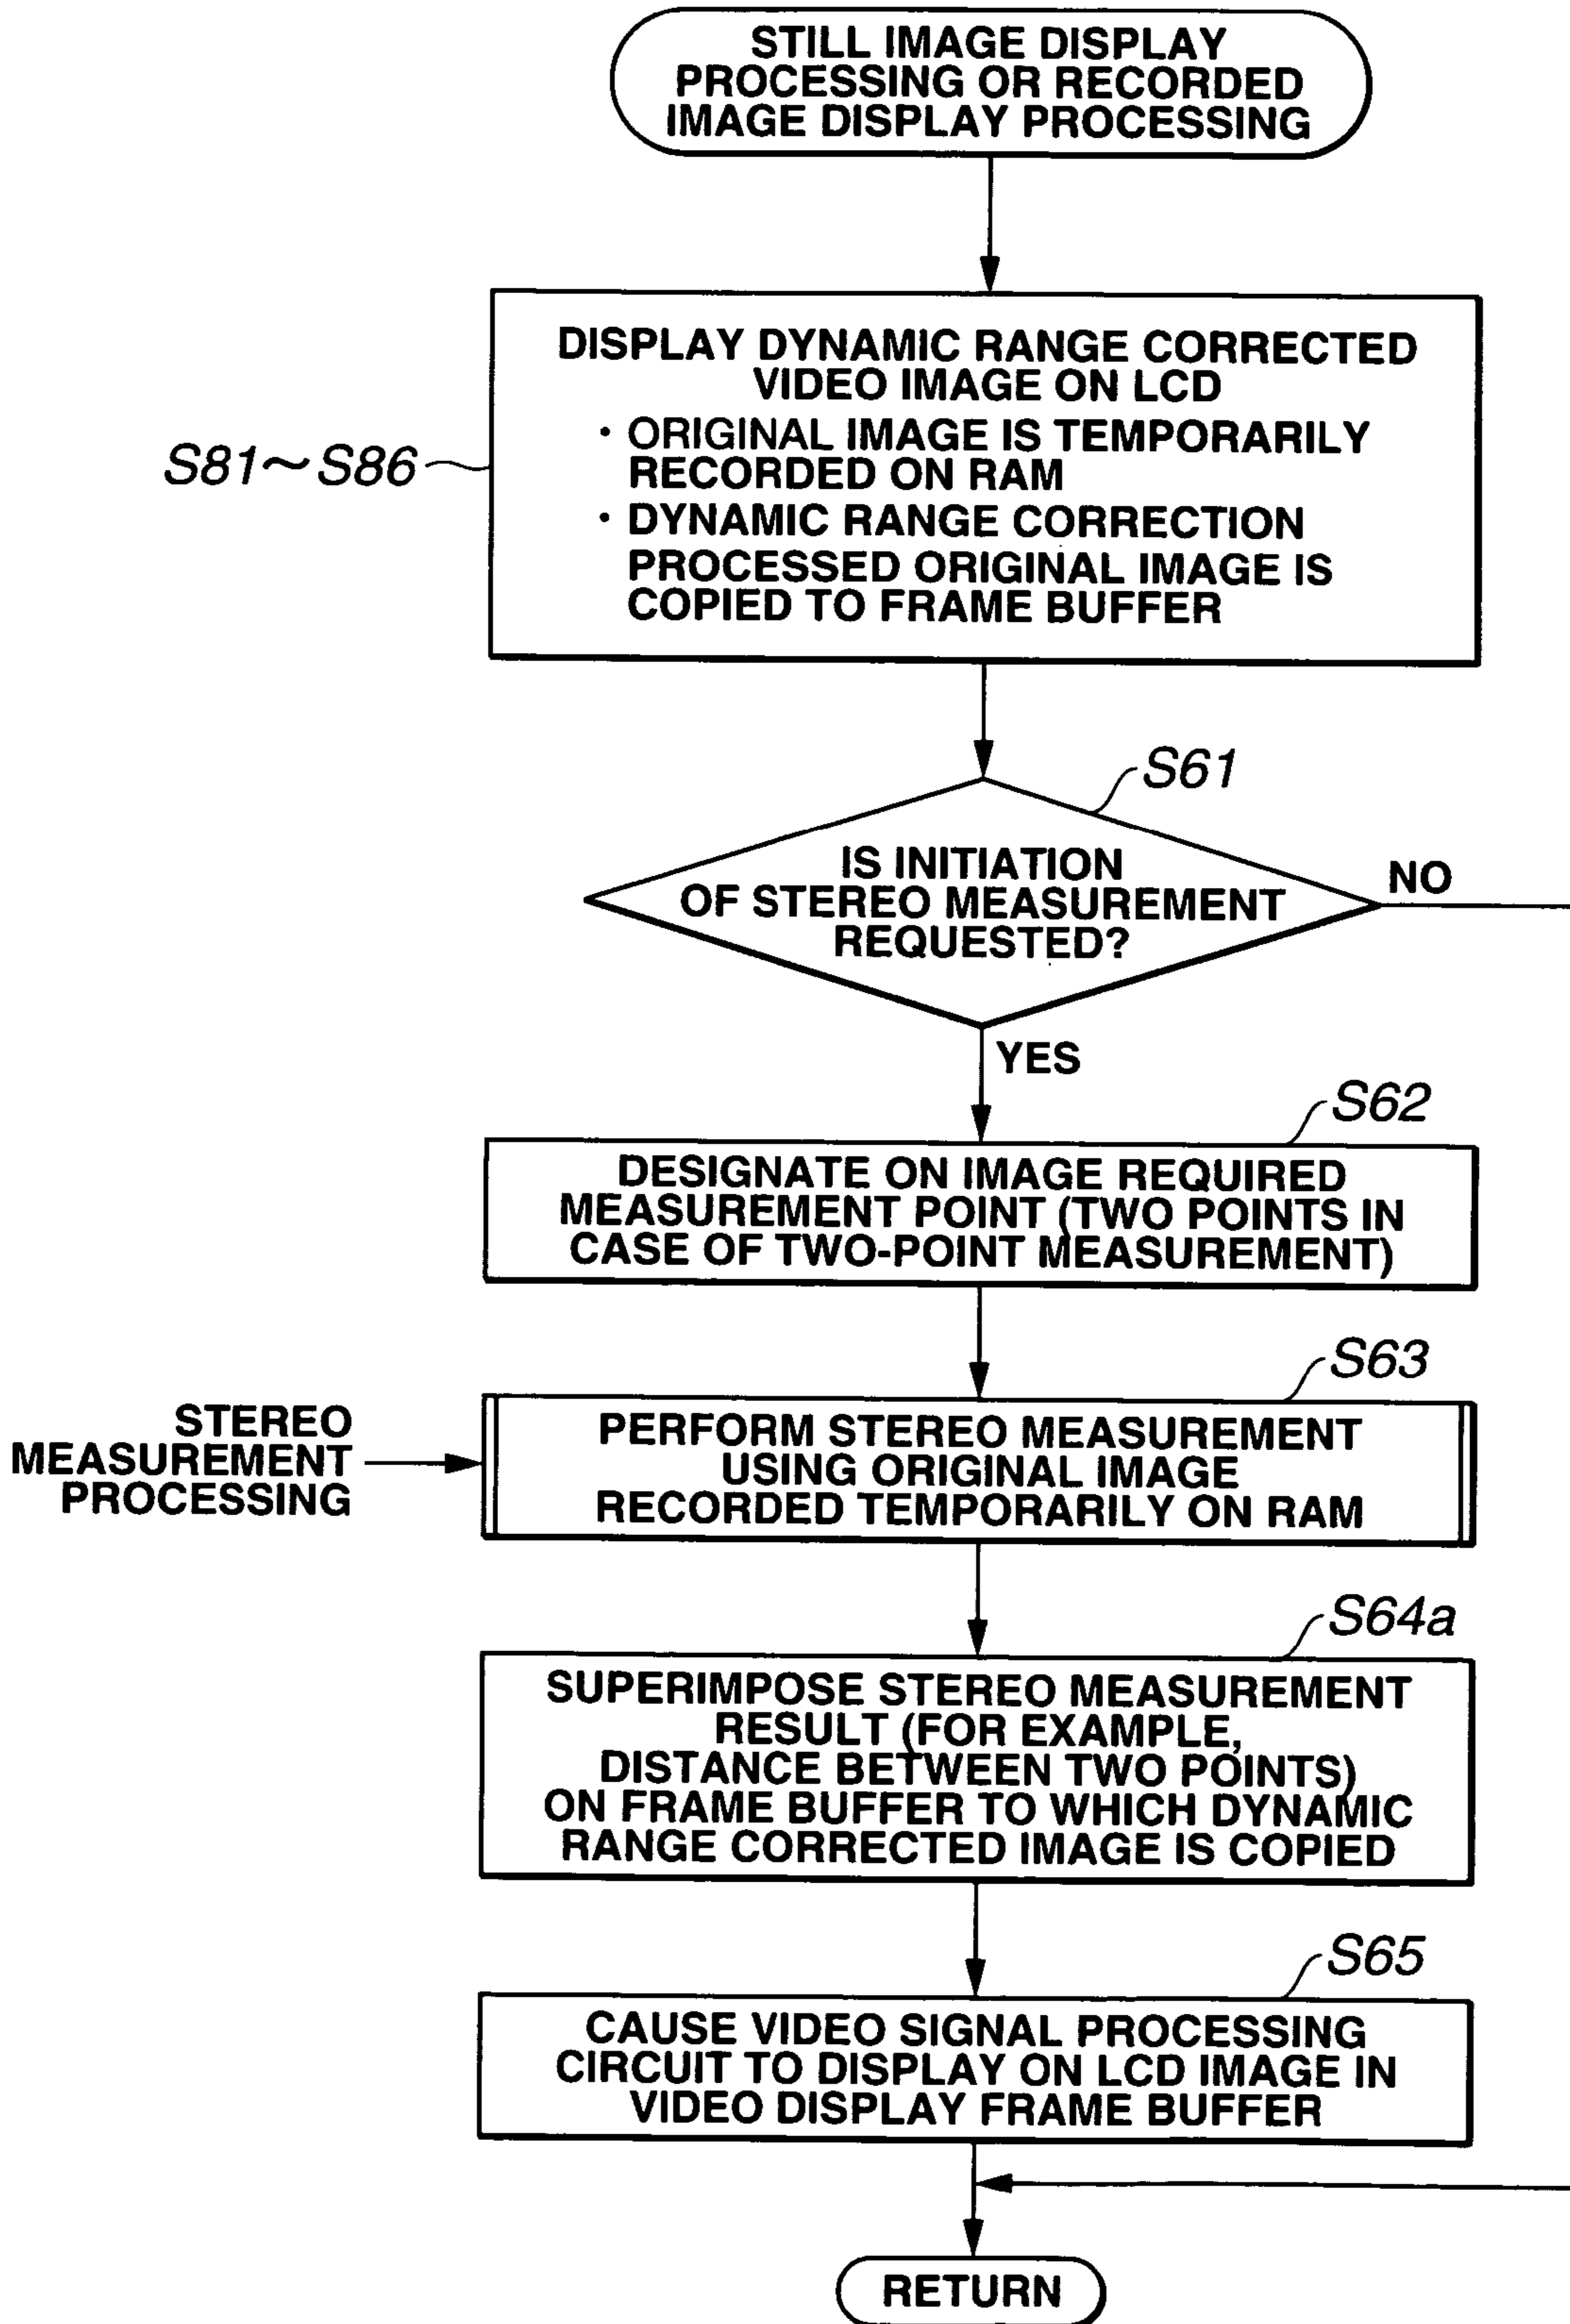 STILL IMAGE DISPLAY
PROCESSING OR RECORDED
IMAGE DISPLAY PROCESSING
DISPLAY DYNAMIC RANGE CORRECTED
VIDEO IMAGE ON LCD
· ORIGINAL IMAGE IS TEMPORARILY
RECORDED ON RAM
· DYNAMIC RANGE CORRECTION
PROCESSED ORIGINAL IMAGE IS
COPIED TO FRAME BUFFER
S81~S86
S61
IS INITIATION
OF STEREO MEASUREMENT
REQUESTED?
NO
YES
S62
DESIGNATE ON IMAGE REQUIRED
MEASUREMENT POINT (TWO POINTS IN
CASE OF TWO-POINT MEASUREMENT)
S63
STEREO
MEASUREMENT
PROCESSING
PERFORM STEREO MEASUREMENT
USING ORIGINAL IMAGE
RECORDED TEMPORARILY ON RAM
S64a
SUPERIMPOSE STEREO MEASUREMENT
RESULT (FOR EXAMPLE,
DISTANCE BETWEEN TWO POINTS)
ON FRAME BUFFER TO WHICH DYNAMIC
RANGE CORRECTED IMAGE IS COPIED
S65
CAUSE VIDEO SIGNAL PROCESSING
CIRCUIT TO DISPLAY ON LCD IMAGE IN
VIDEO DISPLAY FRAME BUFFER
RETURN